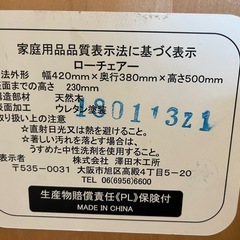 家庭用品品質表示法に基づく表示
ローチェアー
法外形 幅420mm×奥行380mm×高さ500mm
面までの高さ 230mm
造部材 天然木
面加工 ウレタン塗装
1801 1321
取り扱い上の注意
☆直射日光又は熱を避けること。
☆著しい汚れを落とす場合は、
うすめた中性洗剤を使用すること。
表示者 株式会社 澤田木工所
〒535-0031 大阪市旭区高殿4丁目5-20
TEL 06(6956)6600
生産物賠償責任《PL》保険付
MADE IN CHINA